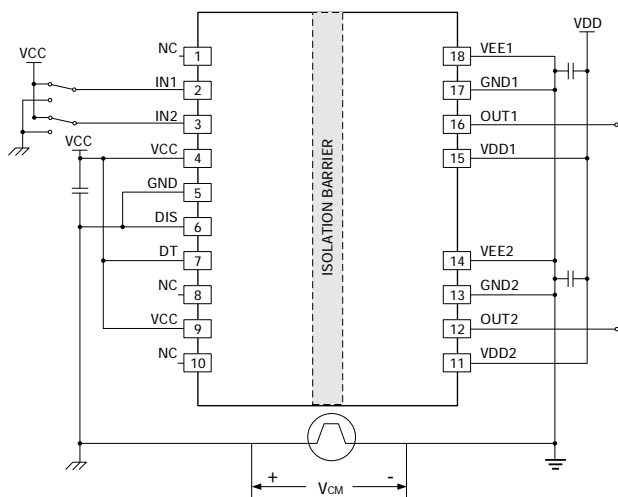 VCC
NC 1
IN1 2
IN2 3
VCC
VCC 4
GND 5
DIS 6
DT 7
NC 8
VCC 9
NC 10
ISOLATION BARRIER
VDD
18 VEE1
17 GND1
16 OUT1
15 VDD1
14 VEE2
13 GND2
12 OUT2
11 VDD2
+ VCM -